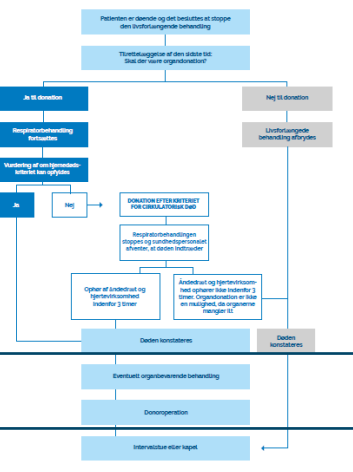 Patienten er døende og det besluttes at stoppe
den livsforlængende behandling
Tilrettelæggelse af den sidste tid:
Skal der være organdonation?
Ja til donation
Nej til donation
Respiratorbehandling
fortsættes
Livsforlængede
behandling afbrydes
Vurdering af om hjernedøds-
kriteriet kan opfyldes
Ja
Nej
DONATION EFTER KRITERIET
FOR CIRKULATORISK DØD
Respiratorbehandlingen
stoppes og sundhedspersonalet
afventer, at døden indtræder
Ophør af åndedræt og
hjertevirksomhed
indenfor 3 timer
Åndedræt og hjertevirksom-
hed ophører ikke indenfor 3
timer. Organdonation er ikke
en mulighed, da organerne
mangler ilt
Døden konstateres
Døden
konstateres
Eventuelt organbevarende behandling
Donoroperation
Intensivstue eller kapel